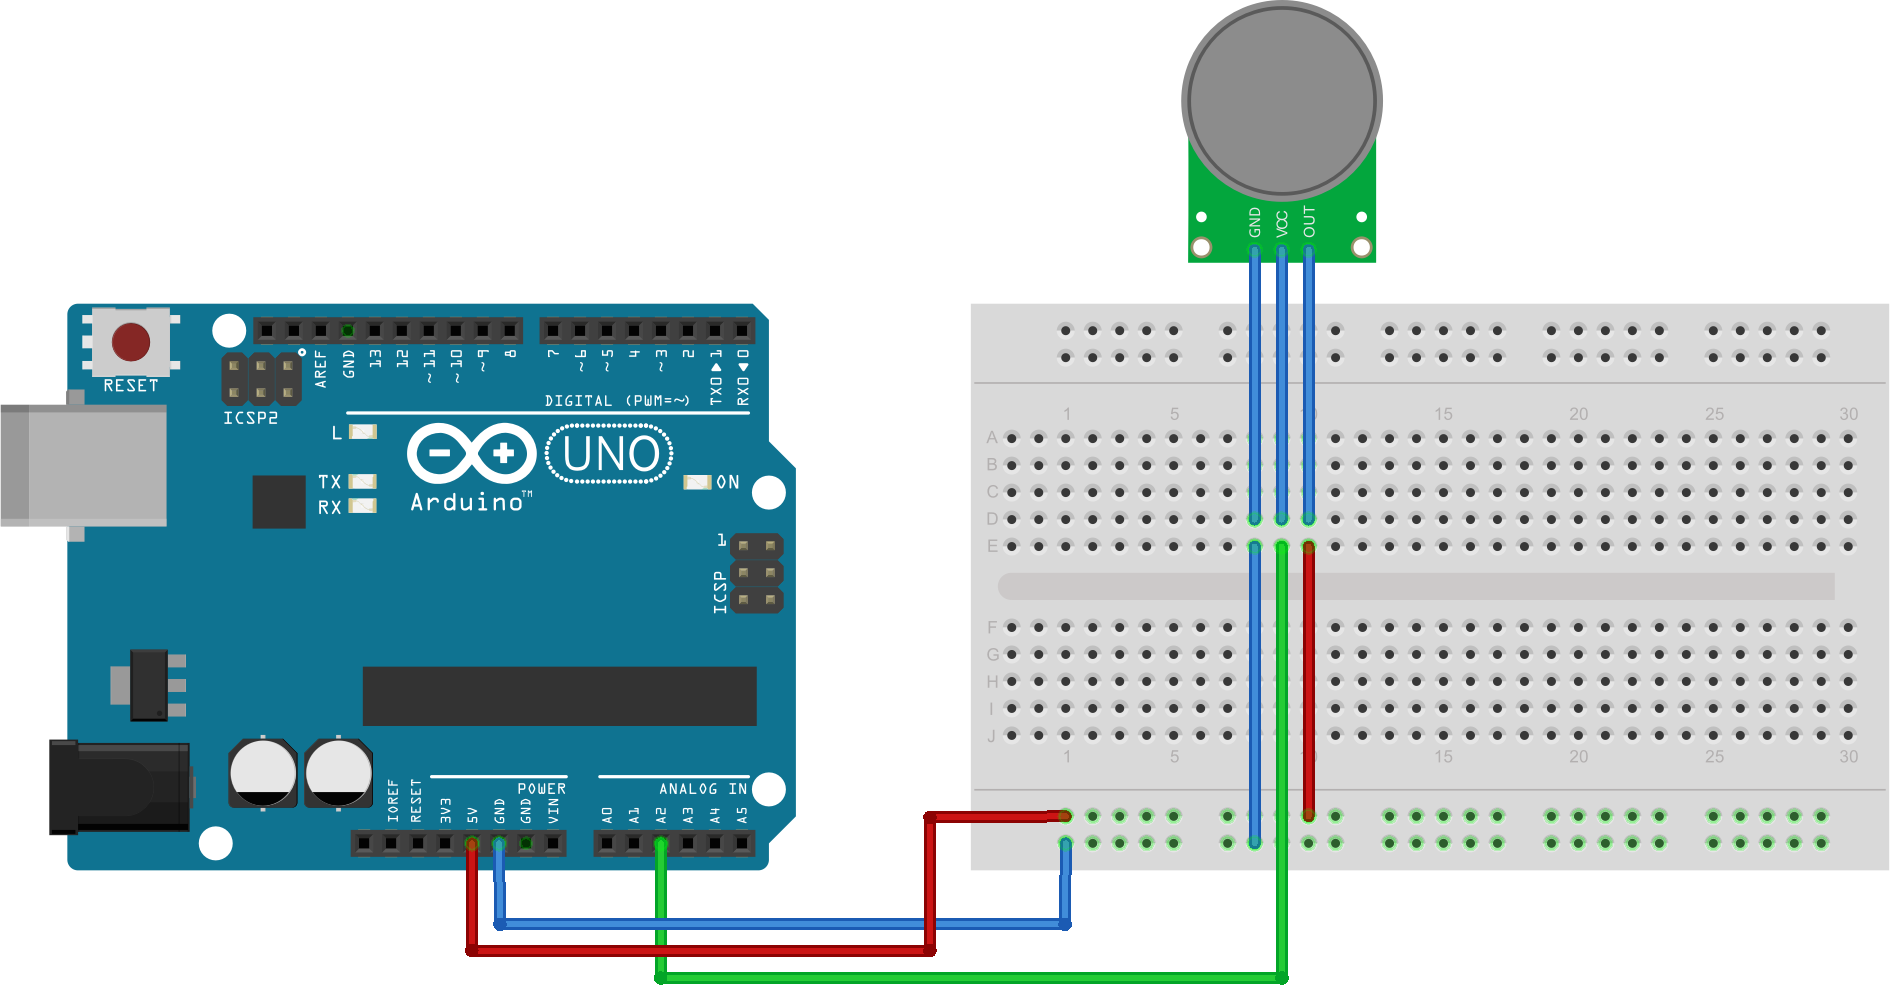 GND
VCC
OUT
RESET
ICSP2
AREF
GND
13
12
~11
~10
~9
8
7
~6
~5
4
~3
2
TX0▶1
RX0◀0
DIGITAL (PWM=~)
L
TX
RX
UNO
ON
Arduino™
1
ICSP
IOREF
RESET
3V3
5V
GND
GND
VIN
POWER
A0
A1
A2
A3
A4
A5
ANALOG IN
1 5 10 15 20 25 30
A
B
C
D
E
F
G
H
I
J
1 5 10 15 20 25 30